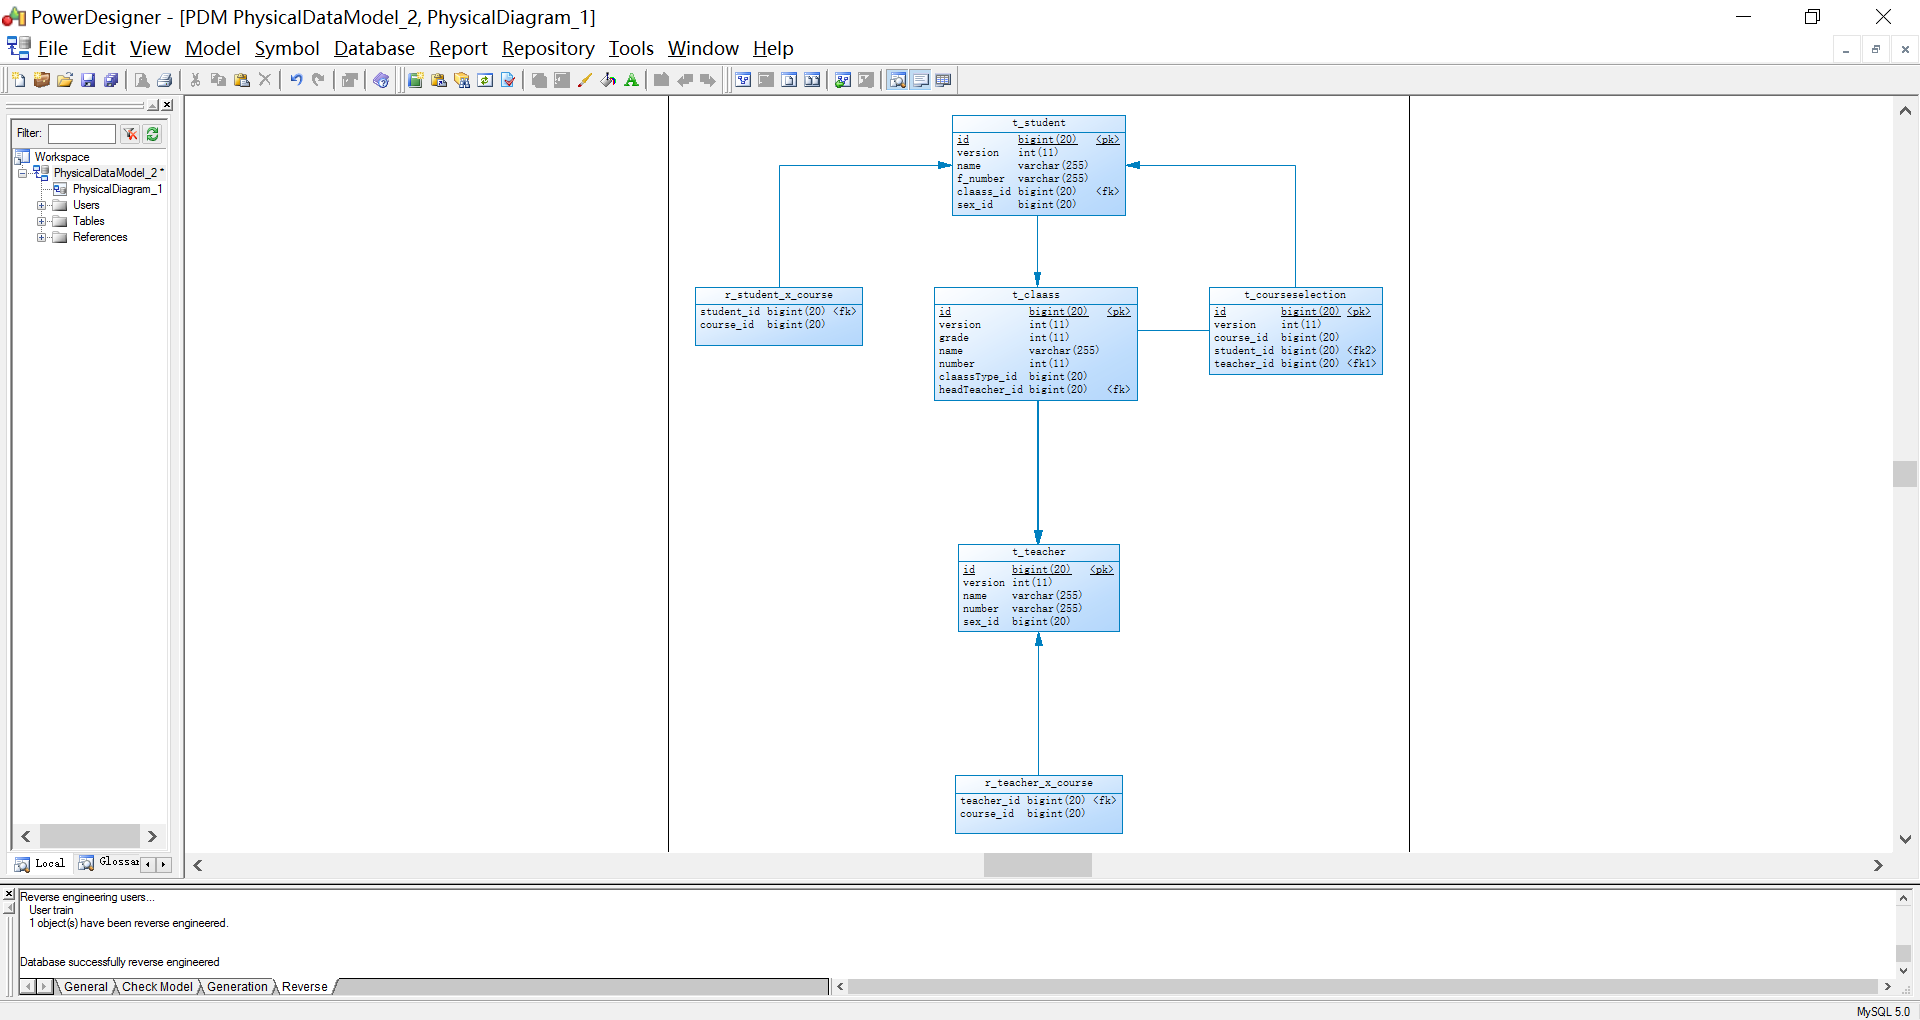 PowerDesigner - [PDM PhysicalDataModel_2, PhysicalDiagram_1]
File Edit View Model Symbol Database Report Repository Tools Window Help
Filter:
Workspace
PhysicalDataModel_2 *
PhysicalDiagram_1
Users
Tables
References
Local Glossar
t_student
id bigint(20) <pk>
version int(11)
name varchar(255)
f_number varchar(255)
claass_id bigint(20) <fk>
sex_id bigint(20)
r_student_x_course
student_id bigint(20) <fk>
course_id bigint(20)
t_claass
id bigint(20) <pk>
version int(11)
grade int(11)
name varchar(255)
number int(11)
claassType_id bigint(20)
headTeacher_id bigint(20) <fk>
t_courseselection
id bigint(20) <pk>
version int(11)
course_id bigint(20)
student_id bigint(20) <fk2>
teacher_id bigint(20) <fk1>
t_teacher
id bigint(20) <pk>
version int(11)
name varchar(255)
number varchar(255)
sex_id bigint(20)
r_teacher_x_course
teacher_id bigint(20) <fk>
course_id bigint(20)
Reverse engineering users...
User train
1 object(s) have been reverse engineered.
Database successfully reverse engineered
General Check Model Generation Reverse
MySQL 5.0